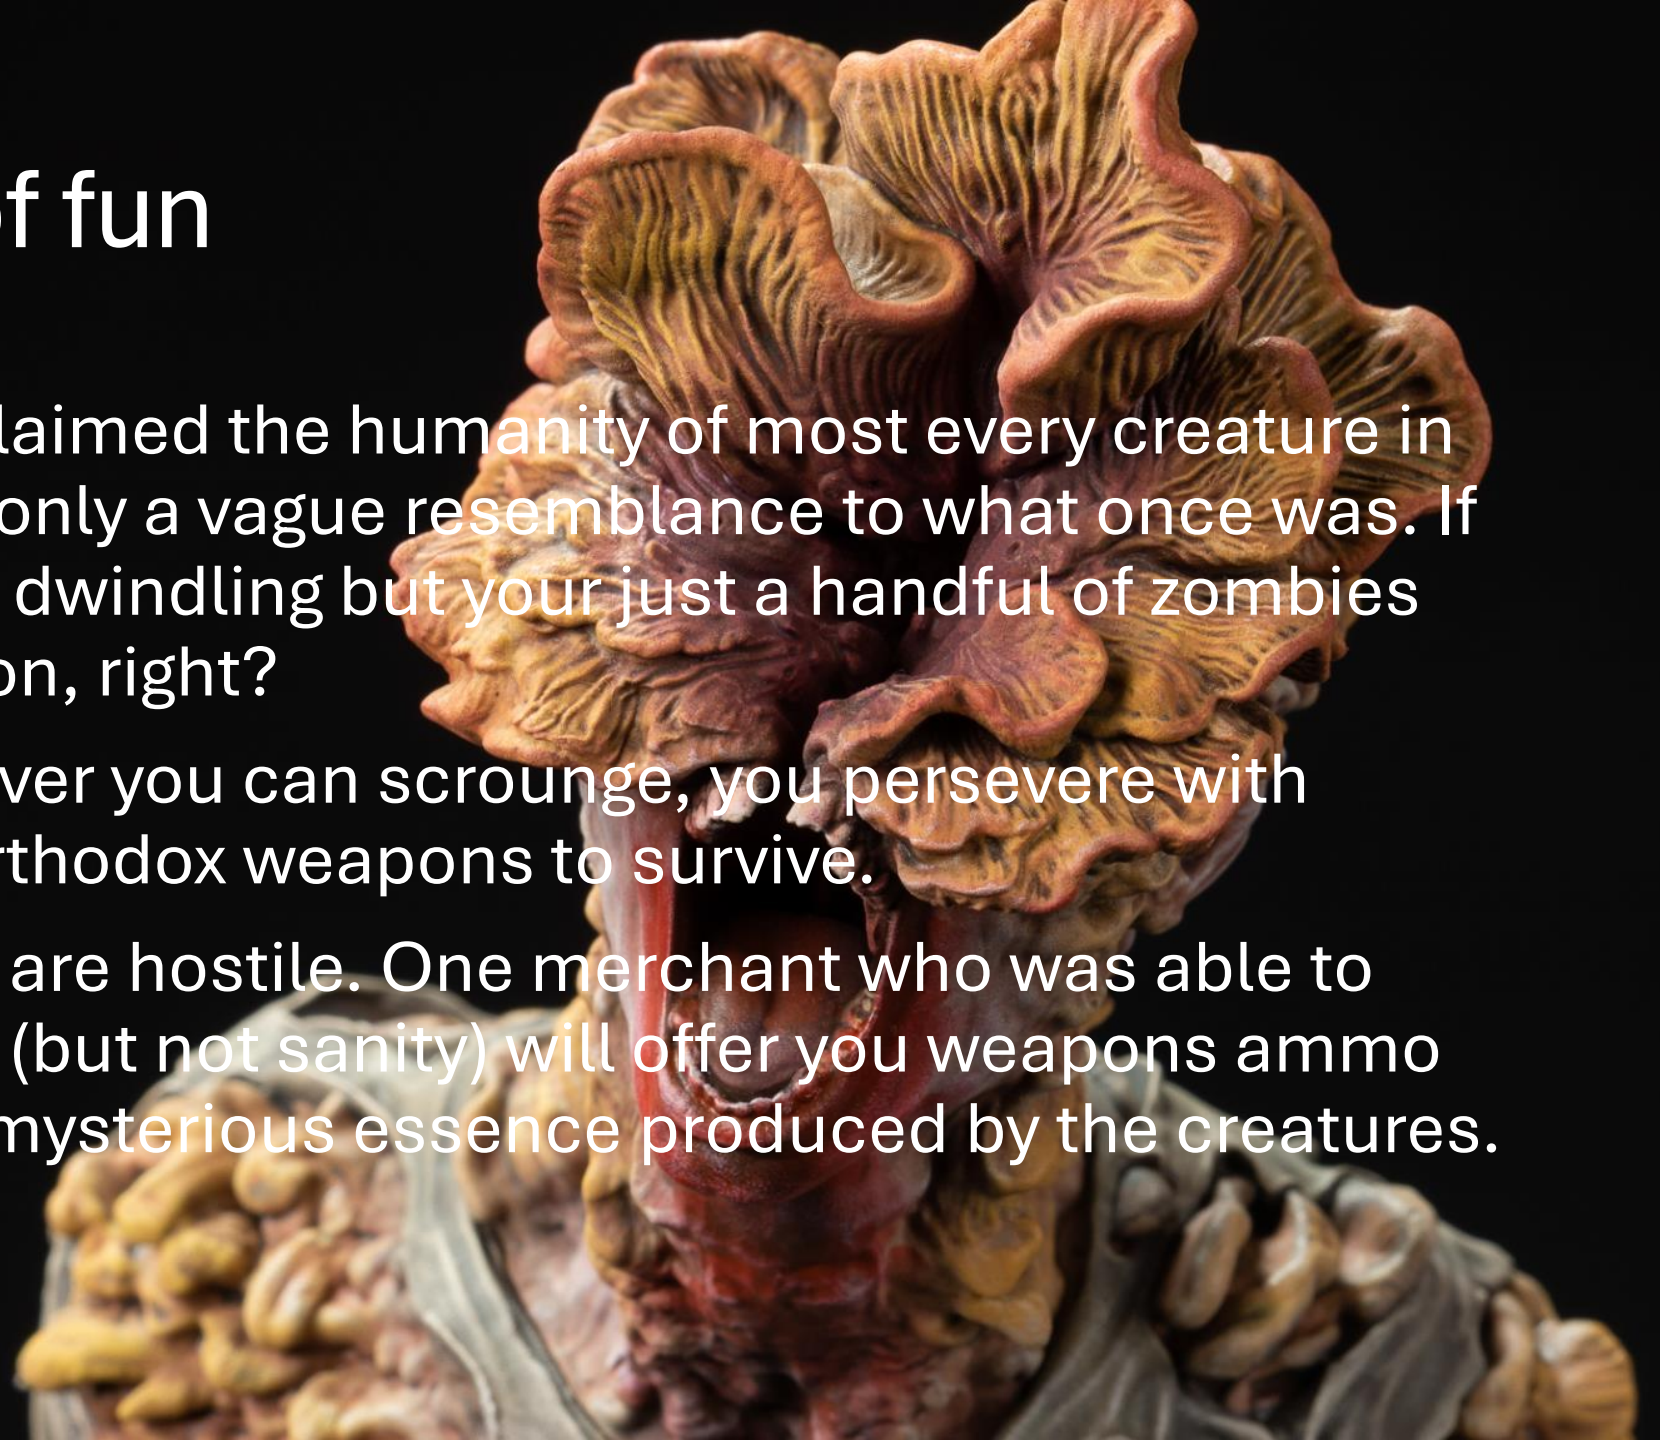 of fun
laimed the humanity of most every creature in
only a vague resemblance to what once was. If
dwindling but your just a handful of zombies
on, right?
ver you can scrounge, you persevere with
rthodox weapons to survive.
are hostile. One merchant who was able to
(but not sanity) will offer you weapons ammo
mysterious essence produced by the creatures.